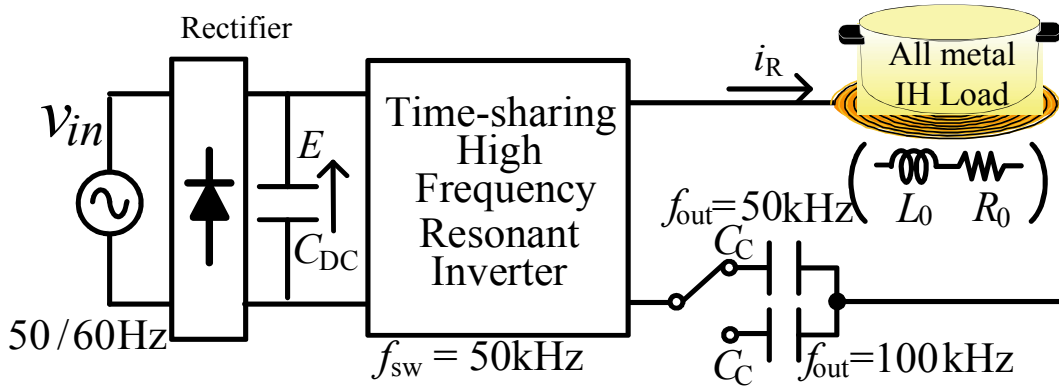 Rectifier
v_in
50/60Hz
E
C_DC
Time-sharing
High
Frequency
Resonant
Inverter
f_sw = 50kHz
i_R
All metal
IH Load
L_0 R_0
f_out=50kHz
C_C
C_C
f_out=100kHz